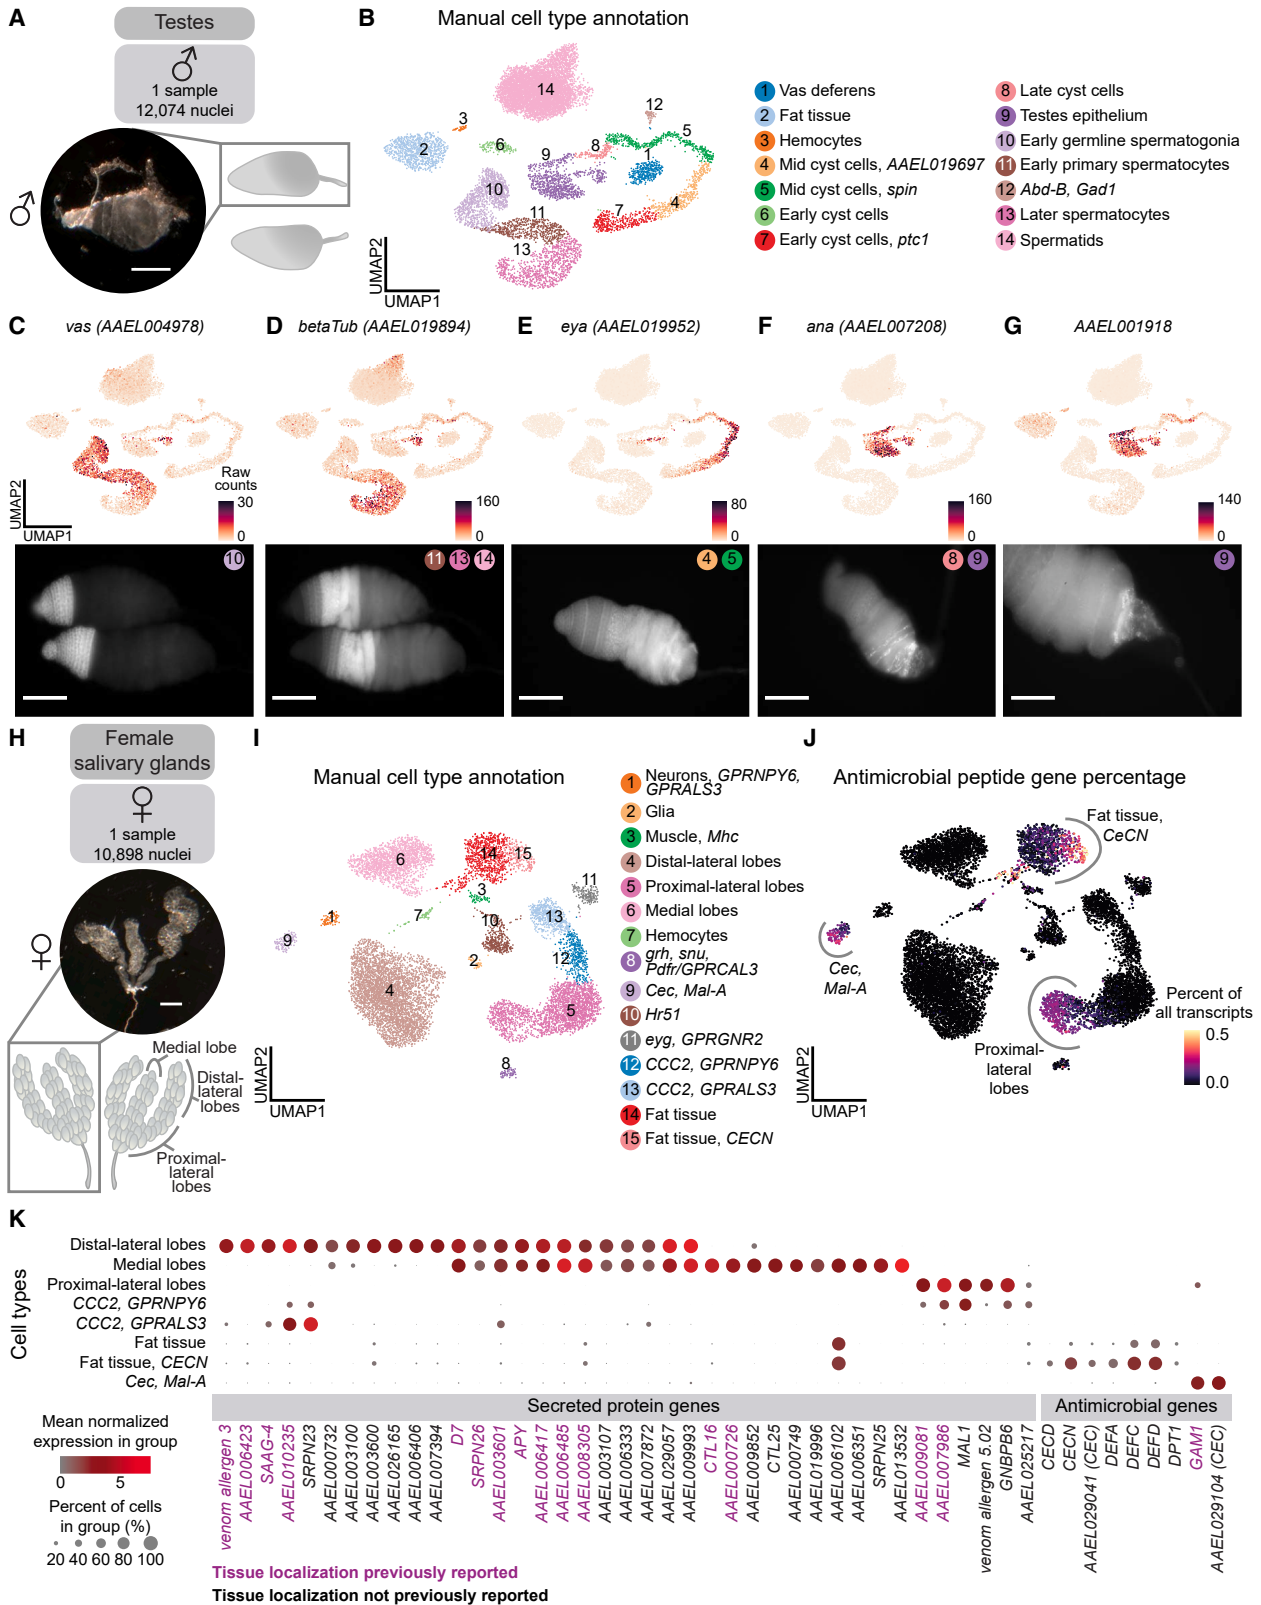 A
Testes
♂
1 sample
12,074 nuclei
♂
B
Manual cell type annotation
14
12
3
5
2
6
8
9
1
10
4
7
11
13
UMAP2
UMAP1
1 Vas deferens
2 Fat tissue
3 Hemocytes
4 Mid cyst cells, AAEL019697
5 Mid cyst cells, spin
6 Early cyst cells
7 Early cyst cells, ptc1
8 Late cyst cells
9 Testes epithelium
10 Early germline spermatogonia
11 Early primary spermatocytes
12 Abd-B, Gad1
13 Later spermatocytes
14 Spermatids
C
vas (AAEL004978)
Raw
counts
30
0
UMAP2
UMAP1
10
D
betaTub (AAEL019894)
160
0
11 13 14
E
eya (AAEL019952)
80
0
4 5
F
ana (AAEL007208)
160
0
8 9
G
AAEL001918
140
0
9
H
Female
salivary glands
♀
1 sample
10,898 nuclei
♀
Medial lobe
Distal-
lateral
lobes
Proximal-
lateral
lobes
I
Manual cell type annotation
6
14
15
3
11
7
10
13
1
9
2
12
4
5
8
UMAP2
UMAP1
1 Neurons, GPRNPY6,
GPRALS3
2 Glia
3 Muscle, Mhc
4 Distal-lateral lobes
5 Proximal-lateral lobes
6 Medial lobes
7 Hemocytes
8 grh, snu,
Pdfr/GPRCAL3
9 Cec, Mal-A
10 Hr51
11 eyg, GPRGNR2
12 CCC2, GPRNPY6
13 CCC2, GPRALS3
14 Fat tissue
15 Fat tissue, CECN
J
Antimicrobial peptide gene percentage
Fat tissue,
CeCN
Cec,
Mal-A
Proximal-
lateral
lobes
Percent of
all transcripts
0.5
0.0
UMAP2
UMAP1
K
Cell types
Distal-lateral lobes
Medial lobes
Proximal-lateral lobes
CCC2, GPRNPY6
CCC2, GPRALS3
Fat tissue
Fat tissue, CECN
Cec, Mal-A
Secreted protein genes
Antimicrobial genes
venom allergen 3
AAEL006423
SAAG-4
AAEL010235
SRPN23
AAEL000732
AAEL003100
AAEL003600
AAEL026165
AAEL006406
AAEL007394
D7
SRPN26
AAEL003601
APY
AAEL006417
AAEL006485
AAEL008305
AAEL003107
AAEL006333
AAEL007872
AAEL029057
AAEL009993
CTL16
AAEL000726
AAEL009852
CTL25
AAEL000749
AAEL019996
AAEL006102
AAEL006351
SRPN25
AAEL013532
AAEL009081
AAEL007986
MAL1
venom allergen 5.02
GNBPB6
AAEL025217
CECD
CECN
AAEL029041 (CEC)
DEFA
DEFC
DEFD
DPT1
GAM1
AAEL029104 (CEC)
Mean normalized
expression in group
0 5
Percent of cells
in group (%)
20 40 60 80 100
Tissue localization previously reported
Tissue localization not previously reported